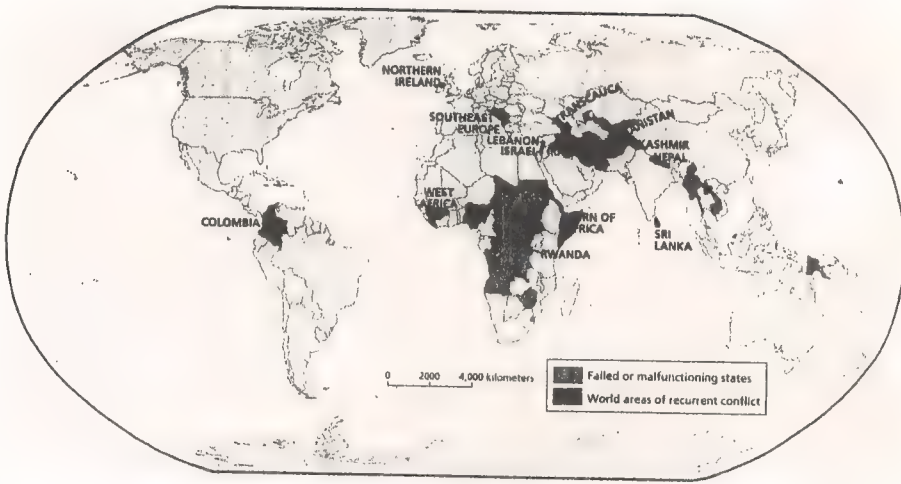 NORTHERN
IRELAND
SOUTHEAST
EUROPE
LEBANON
ISRAEL
KASHMIR
NEPAL
WEST
COLOMBIA
RWANDA
SRI
LANKA
0 2000 4,000 kilometers
Failed or malfunctioning states
World areas of recurrent conflict